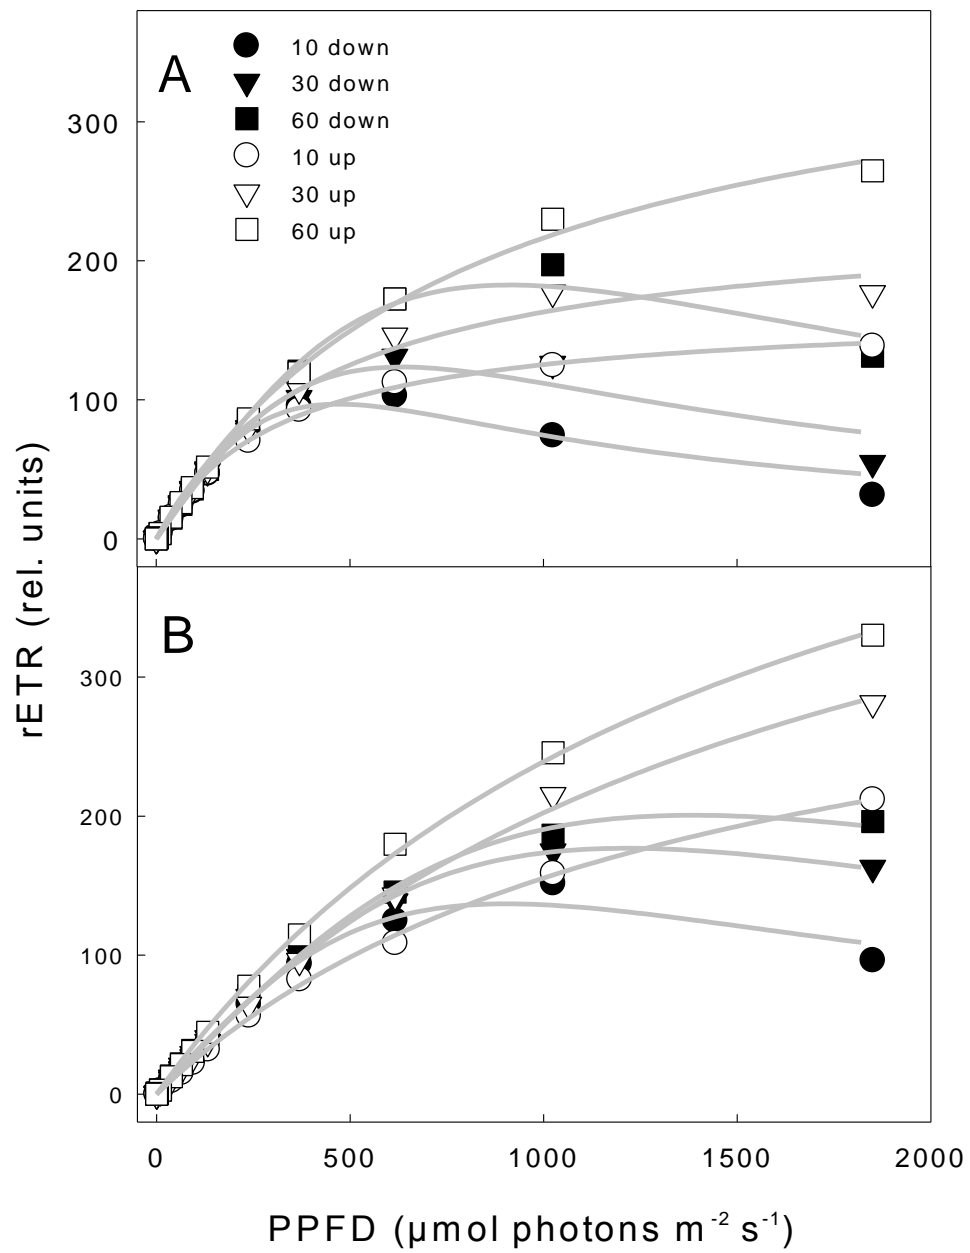 A
10 down
30 down
60 down
10 up
30 up
60 up
300
200
100
0
B
300
200
100
0
0 500 1000 1500 2000
rETR (rel. units)
PPFD (µmol photons m⁻² s⁻¹)